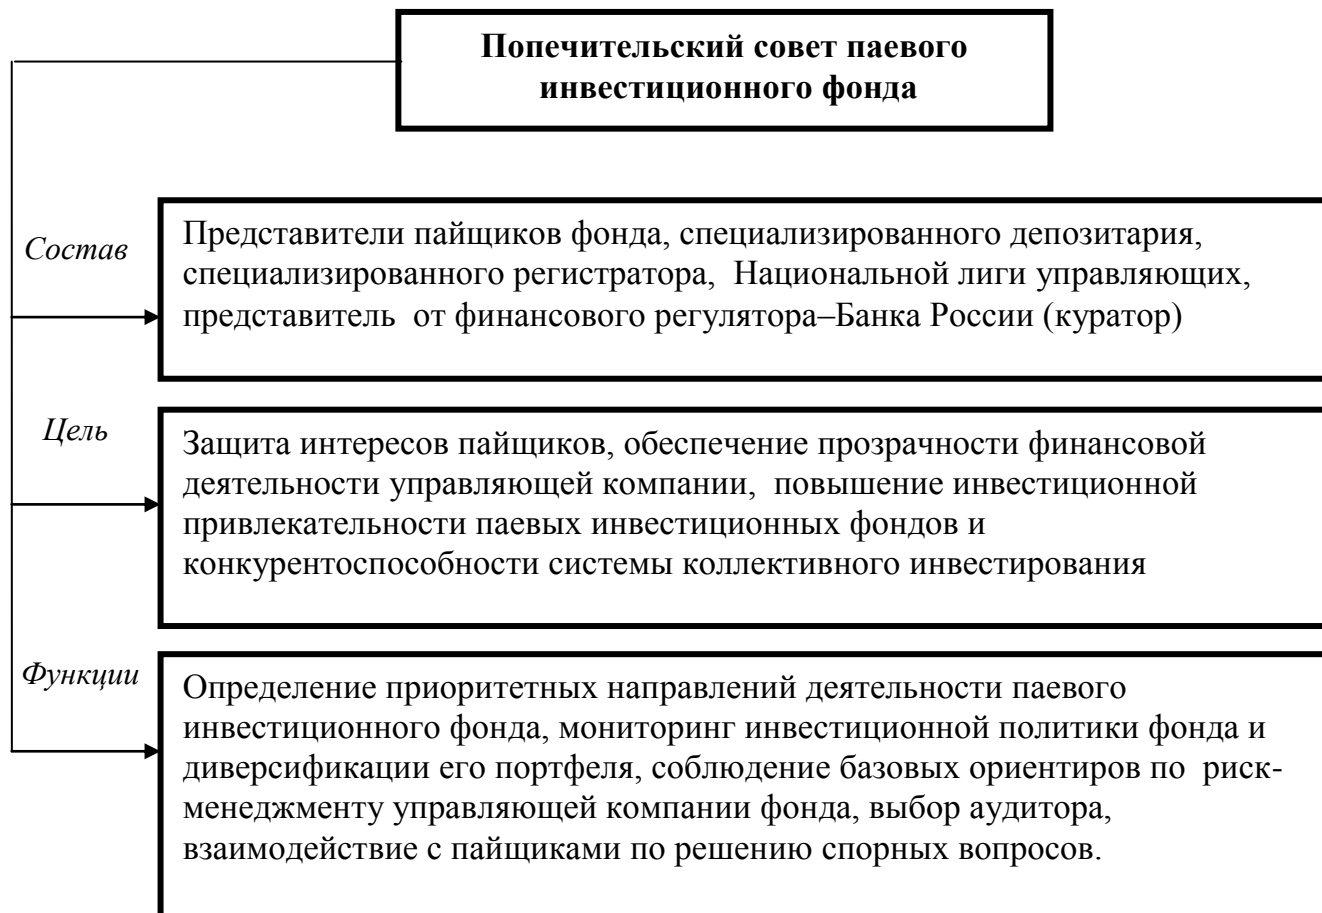 Попечительский совет паевого
инвестиционного фонда
Состав
Представители пайщиков фонда, специализированного депозитария,
специализированного регистратора, Национальной лиги управляющих,
представитель от финансового регулятора–Банка России (куратор)
Цель
Защита интересов пайщиков, обеспечение прозрачности финансовой
деятельности управляющей компании, повышение инвестиционной
привлекательности паевых инвестиционных фондов и
конкурентоспособности системы коллективного инвестирования
Функции
Определение приоритетных направлений деятельности паевого
инвестиционного фонда, мониторинг инвестиционной политики фонда и
диверсификации его портфеля, соблюдение базовых ориентиров по риск-
менеджменту управляющей компании фонда, выбор аудитора,
взаимодействие с пайщиками по решению спорных вопросов.